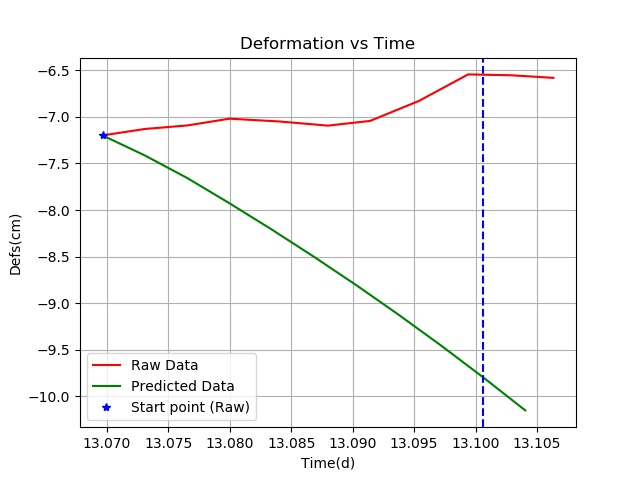 Deformation vs Time
Defs(cm)
−6.5
−7.0
−7.5
−8.0
−8.5
−9.0
−9.5
−10.0
Raw Data
Predicted Data
Start point (Raw)
13.070 13.075 13.080 13.085 13.090 13.095 13.100 13.105
Time(d)